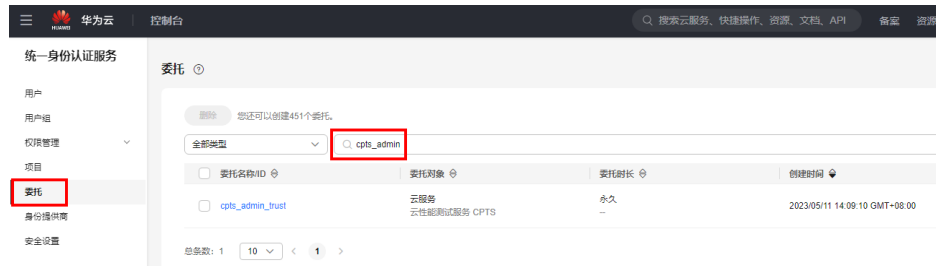 HUAWEI 华为云 控制台 搜索云服务、快捷操作、资源、文档、API 备案 资源
统一身份认证服务
委托
用户
用户组
权限管理
项目
委托
身份提供商
安全设置
删除 您还可以创建451个委托。
全部类型 cpts_admin
委托名称/ID 委托对象 委托时长 创建时间
cpts_admin_trust 云服务 永久 2023/05/11 14:09:10 GMT+08:00
云性能测试服务 CPTS --
总条数: 1 10 < 1 >